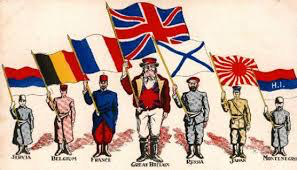 H.I.
SERVIA
BELGIUM
FRANCE
GREAT BRITAIN
RUSSIA
JAPAN
MONTENEGRO